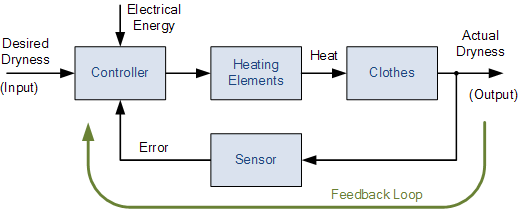 Electrical
Energy
Desired
Dryness
(Input)
Controller
Heating
Elements
Heat
Clothes
Actual
Dryness
(Output)
Error
Sensor
Feedback Loop